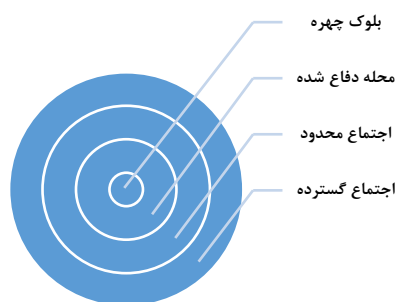 بلوک چهره
محله دفاع شده
اجتماع محدود
اجتماع گسترده